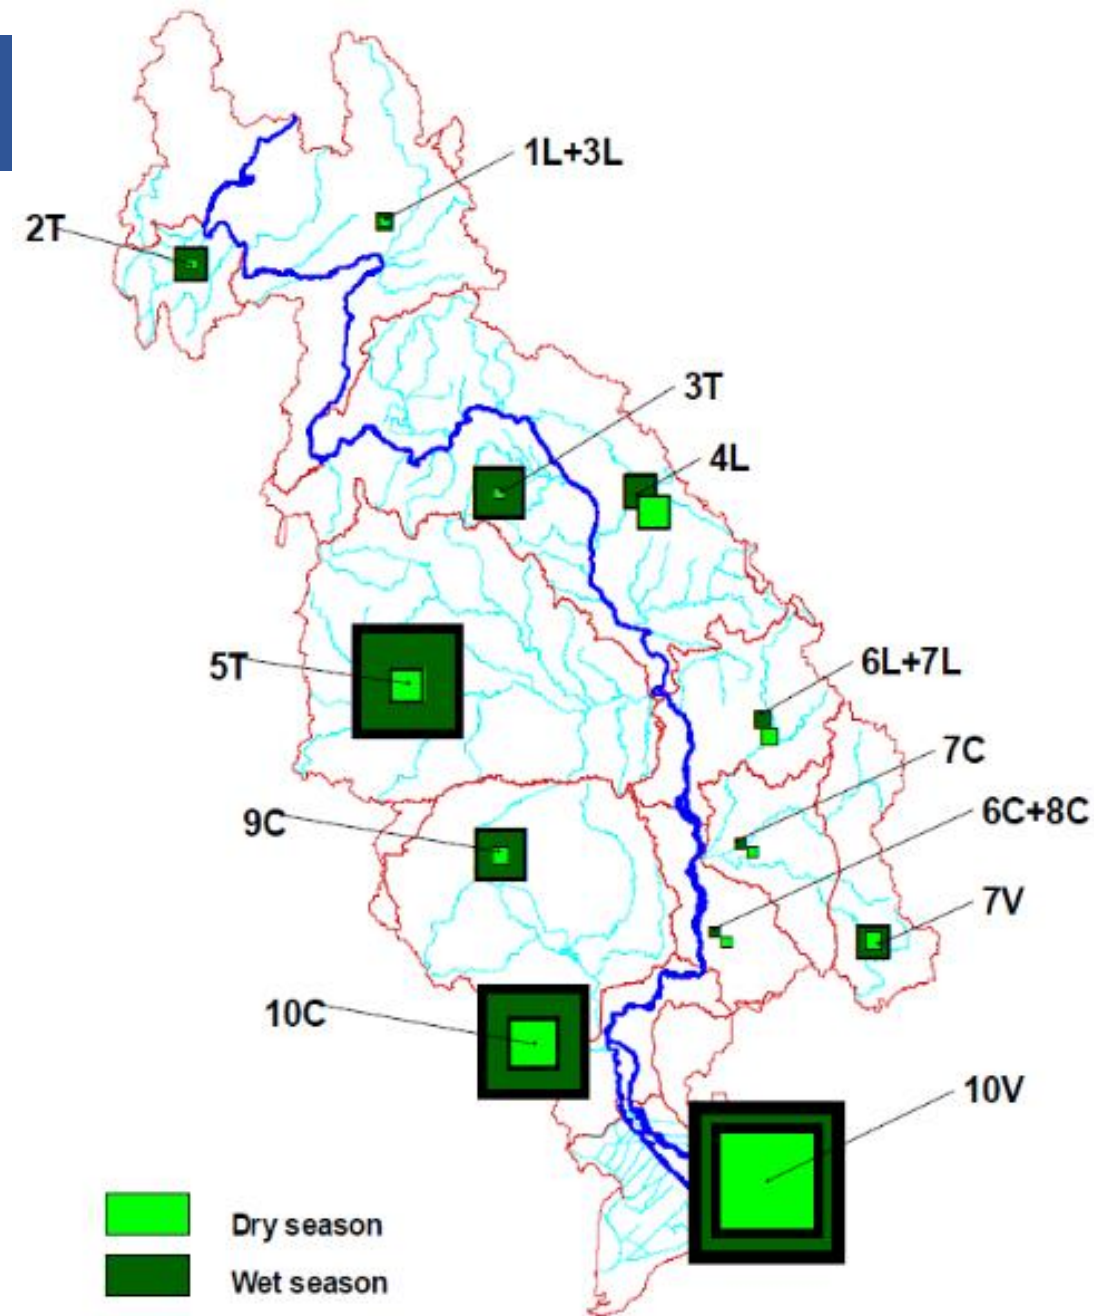 1L+3L
2T
3T
4L
5T
6L+7L
7C
9C
6C+8C
7V
10C
10V
Dry season
Wet season